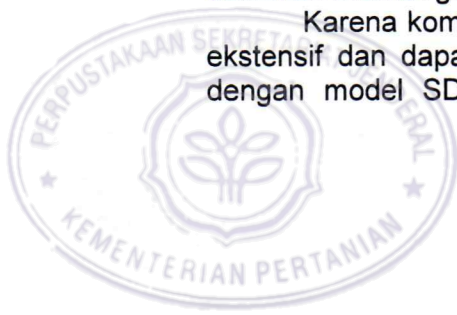 Karena kom
ekstensif dan dapa
dengan model SD
PERPUSTAKAAN SEKRETARIAT JENDERAL
KEMENTERIAN PERTANIAN